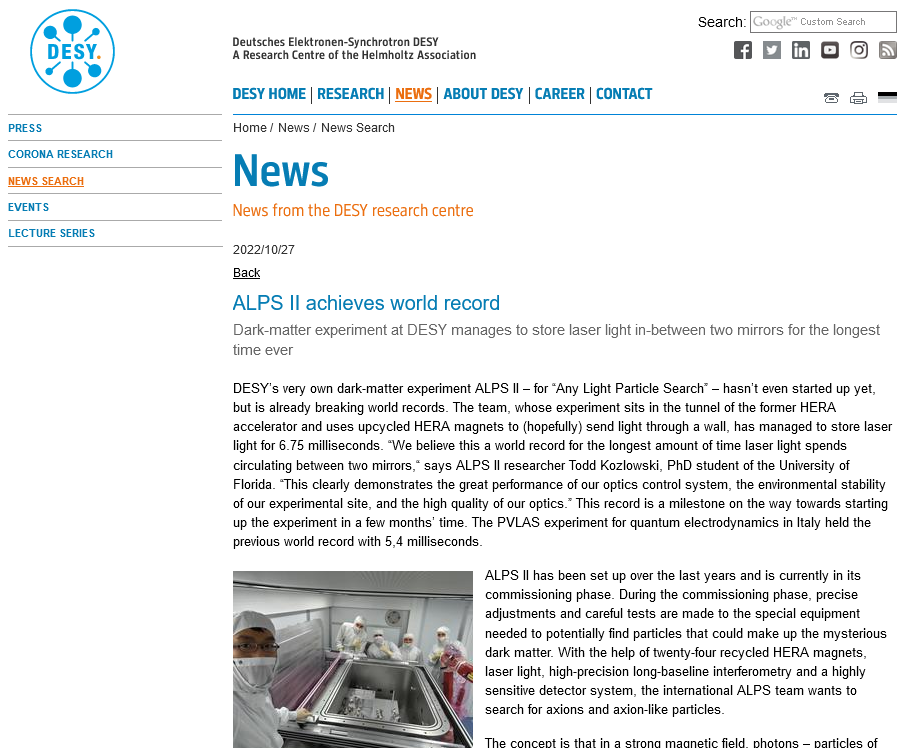 DESY.
Deutsches Elektronen-Synchrotron DESY
A Research Centre of the Helmholtz Association
Search:
Google™ Custom Search
DESY HOME
RESEARCH
NEWS
ABOUT DESY
CAREER
CONTACT
PRESS
CORONA RESEARCH
NEWS SEARCH
EVENTS
LECTURE SERIES
Home / News / News Search
News
News from the DESY research centre
2022/10/27
Back
ALPS II achieves world record
Dark-matter experiment at DESY manages to store laser light in-between two mirrors for the longest
time ever
DESY’s very own dark-matter experiment ALPS II – for “Any Light Particle Search” – hasn’t even started up yet,
but is already breaking world records. The team, whose experiment sits in the tunnel of the former HERA
accelerator and uses upcycled HERA magnets to (hopefully) send light through a wall, has managed to store laser
light for 6.75 milliseconds. “We believe this a world record for the longest amount of time laser light spends
circulating between two mirrors,“ says ALPS II researcher Todd Kozlowski, PhD student of the University of
Florida. “This clearly demonstrates the great performance of our optics control system, the environmental stability
of our experimental site, and the high quality of our optics.” This record is a milestone on the way towards starting
up the experiment in a few months’ time. The PVLAS experiment for quantum electrodynamics in Italy held the
previous world record with 5,4 milliseconds.
ALPS II has been set up over the last years and is currently in its
commissioning phase. During the commissioning phase, precise
adjustments and careful tests are made to the special equipment
needed to potentially find particles that could make up the mysterious
dark matter. With the help of twenty-four recycled HERA magnets,
laser light, high-precision long-baseline interferometry and a highly
sensitive detector system, the international ALPS team wants to
search for axions and axion-like particles.
The concept is that in a strong magnetic field, photons – particles of